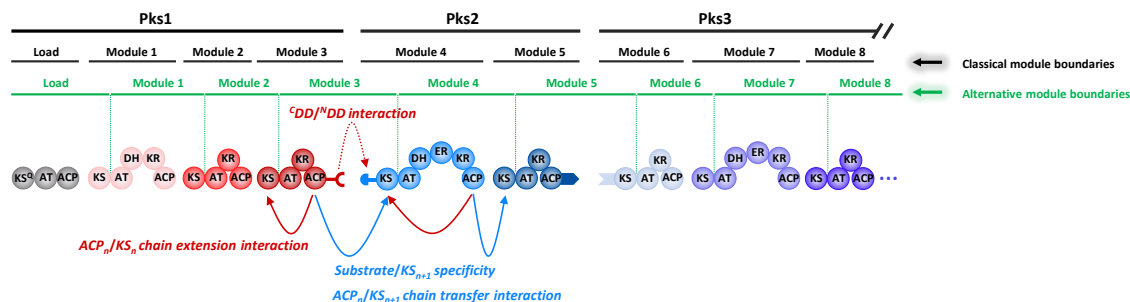 Pks1 Pks2 Pks3
Load Module 1 Module 2 Module 3 Module 4 Module 5 Module 6 Module 7 Module 8
Classical module boundaries
Load Module 1 Module 2 Module 3 Module 4 Module 5 Module 6 Module 7 Module 8
Alternative module boundaries
CDD/NDD interaction
KSQ AT ACP KS AT DH KR ACP KS AT KR ACP KS AT KR ACP KS AT DH ER KR ACP KS AT KR ACP KS AT KR ACP KS AT DH ER KR ACP KS AT KR ACP ...
ACPn/KSn chain extension interaction
Substrate/KSn+1 specificity
ACPn/KSn+1 chain transfer interaction